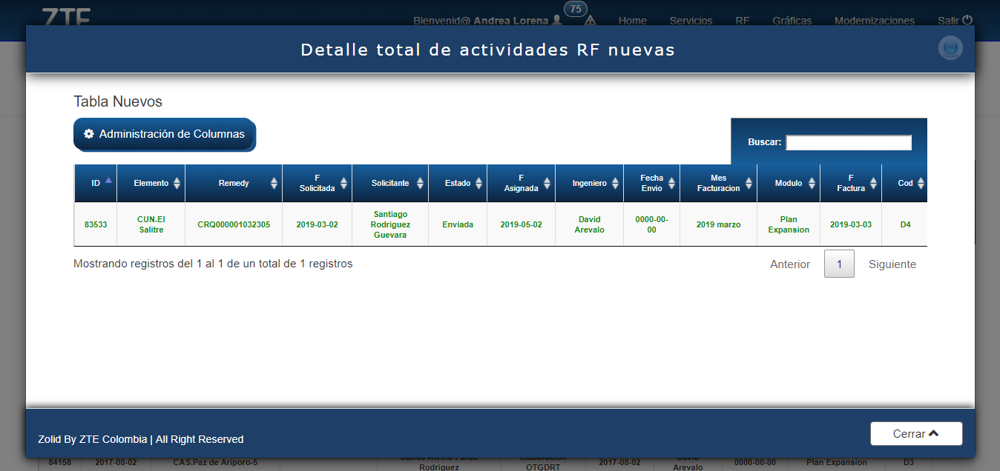 ZTE
Bienvenid@ Andrea Lorena
75
Home
Servicios
RF
Gráficas
Modernizaciones
Salir
Detalle total de actividades RF nuevas
Tabla Nuevos
Administración de Columnas
Buscar:
ID
Elemento
Remedy
F
Solicitada
Solicitante
Estado
F
Asignada
Ingeniero
Fecha
Envio
Mes
Facturacion
Modulo
F
Factura
Cod
83533
CUN.El
Salitre
CRQ000001032305
2019-03-02
Santiago
Rodriguez
Guevara
Enviada
2019-05-02
David
Arevalo
0000-00-
00
2019 marzo
Plan
Expansion
2019-03-03
D4
Mostrando registros del 1 al 1 de un total de 1 registros
Anterior
1
Siguiente
Zolid By ZTE Colombia | All Right Reserved
Cerrar
84158
2017-08-02
CAS.Paz de Ariporo-5
Rodriguez
OTGDRT
2017-08-02
Arevalo
0000-00-00
Plan Expansion
D3